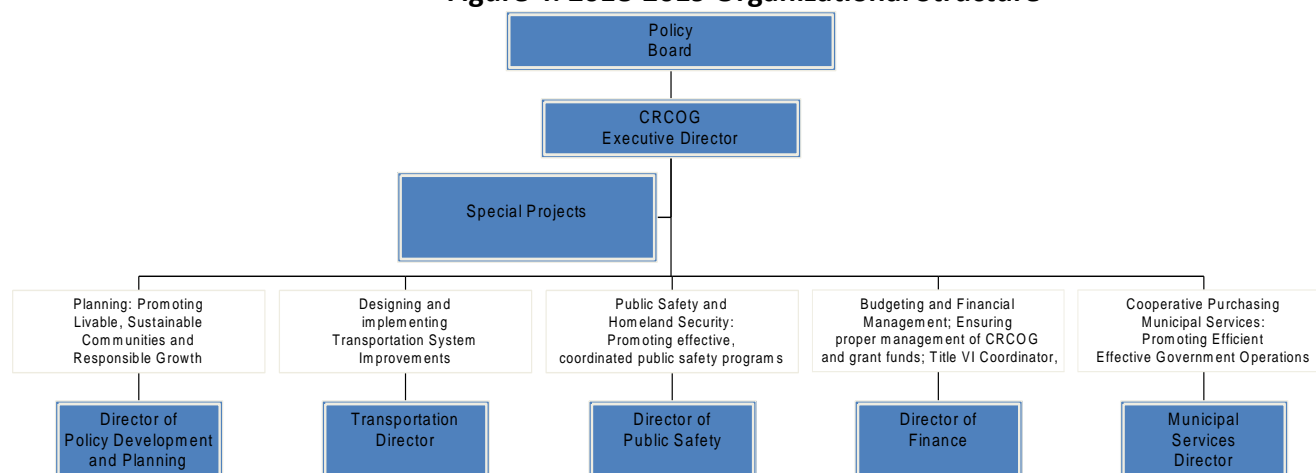 Figure Organizational Structure
Policy
Board
CRCOG
Executive Director
Special Projects
Planning: Promoting
Livable, Sustainable
Communities and
Responsible Growth
Designing and
implementing
Transportation System
Improvements
Public Safety and
Homeland Security:
Promoting effective,
coordinated public safety programs
Budgeting and Financial
Management; Ensuring
proper management of CRCOG
and grant funds; Title VI Coordinator,
Cooperative Purchasing
Municipal Services:
Promoting Efficient
Effective Government Operations
Director of
Policy Development
and Planning
Transportation
Director
Director of
Public Safety
Director of
Finance
Municipal
Services
Director